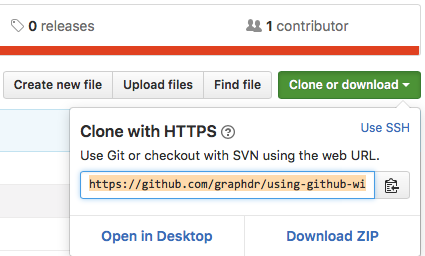 0 releases 1 contributor
Create new file Upload files Find file Clone or download
Clone with HTTPS ? Use SSH
Use Git or checkout with SVN using the web URL.
https://github.com/graphdr/using-github-wi
Open in Desktop Download ZIP